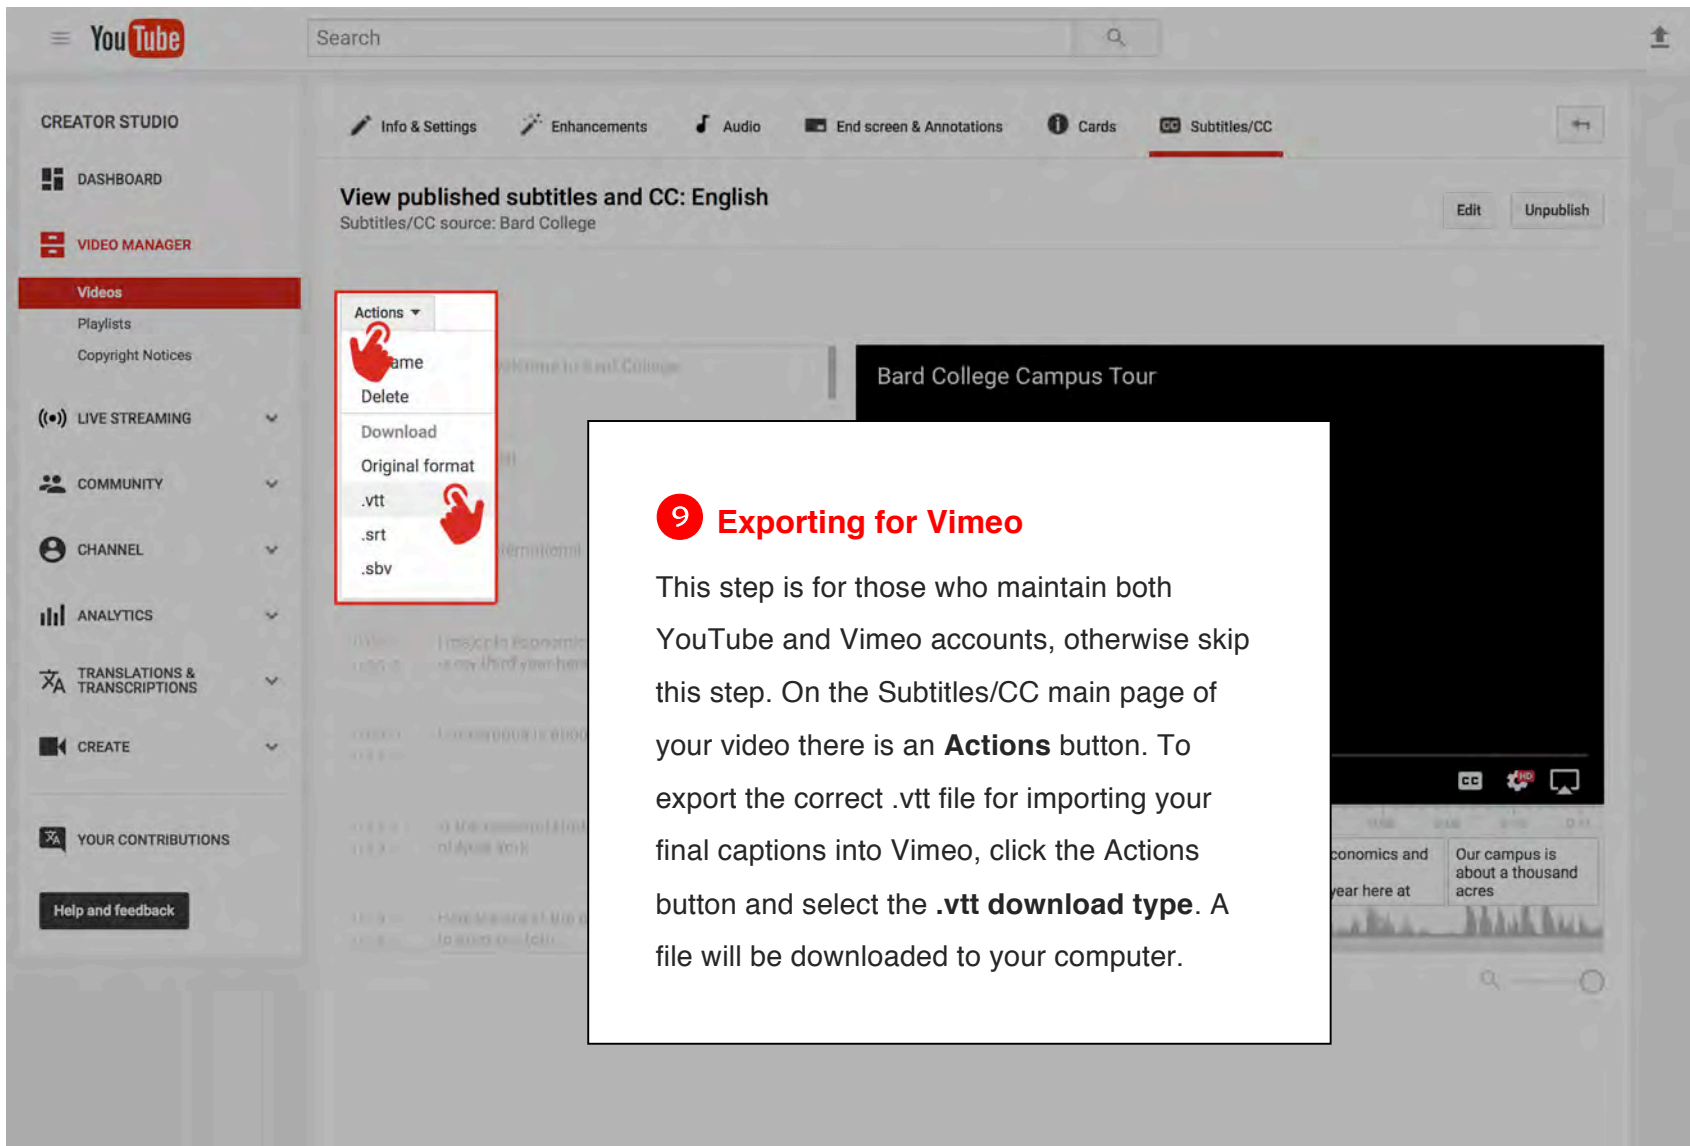 YouTube
Search
CREATOR STUDIO
DASHBOARD
VIDEO MANAGER
Videos
Playlists
Copyright Notices
LIVE STREAMING
COMMUNITY
CHANNEL
ANALYTICS
TRANSLATIONS &
TRANSCRIPTIONS
CREATE
YOUR CONTRIBUTIONS
Help and feedback
Info & Settings
Enhancements
Audio
End screen & Annotations
Cards
CC Subtitles/CC
View published subtitles and CC: English
Subtitles/CC source: Bard College
Edit
Unpublish
Actions
ame
Delete
Download
Original format
.vtt
.srt
.sbv
Bard College Campus Tour
9 Exporting for Vimeo
This step is for those who maintain both
YouTube and Vimeo accounts, otherwise skip
this step. On the Subtitles/CC main page of
your video there is an Actions button. To
export the correct .vtt file for importing your
final captions into Vimeo, click the Actions
button and select the .vtt download type. A
file will be downloaded to your computer.
CC
HD
conomics and
year here at
Our campus is
about a thousand
acres